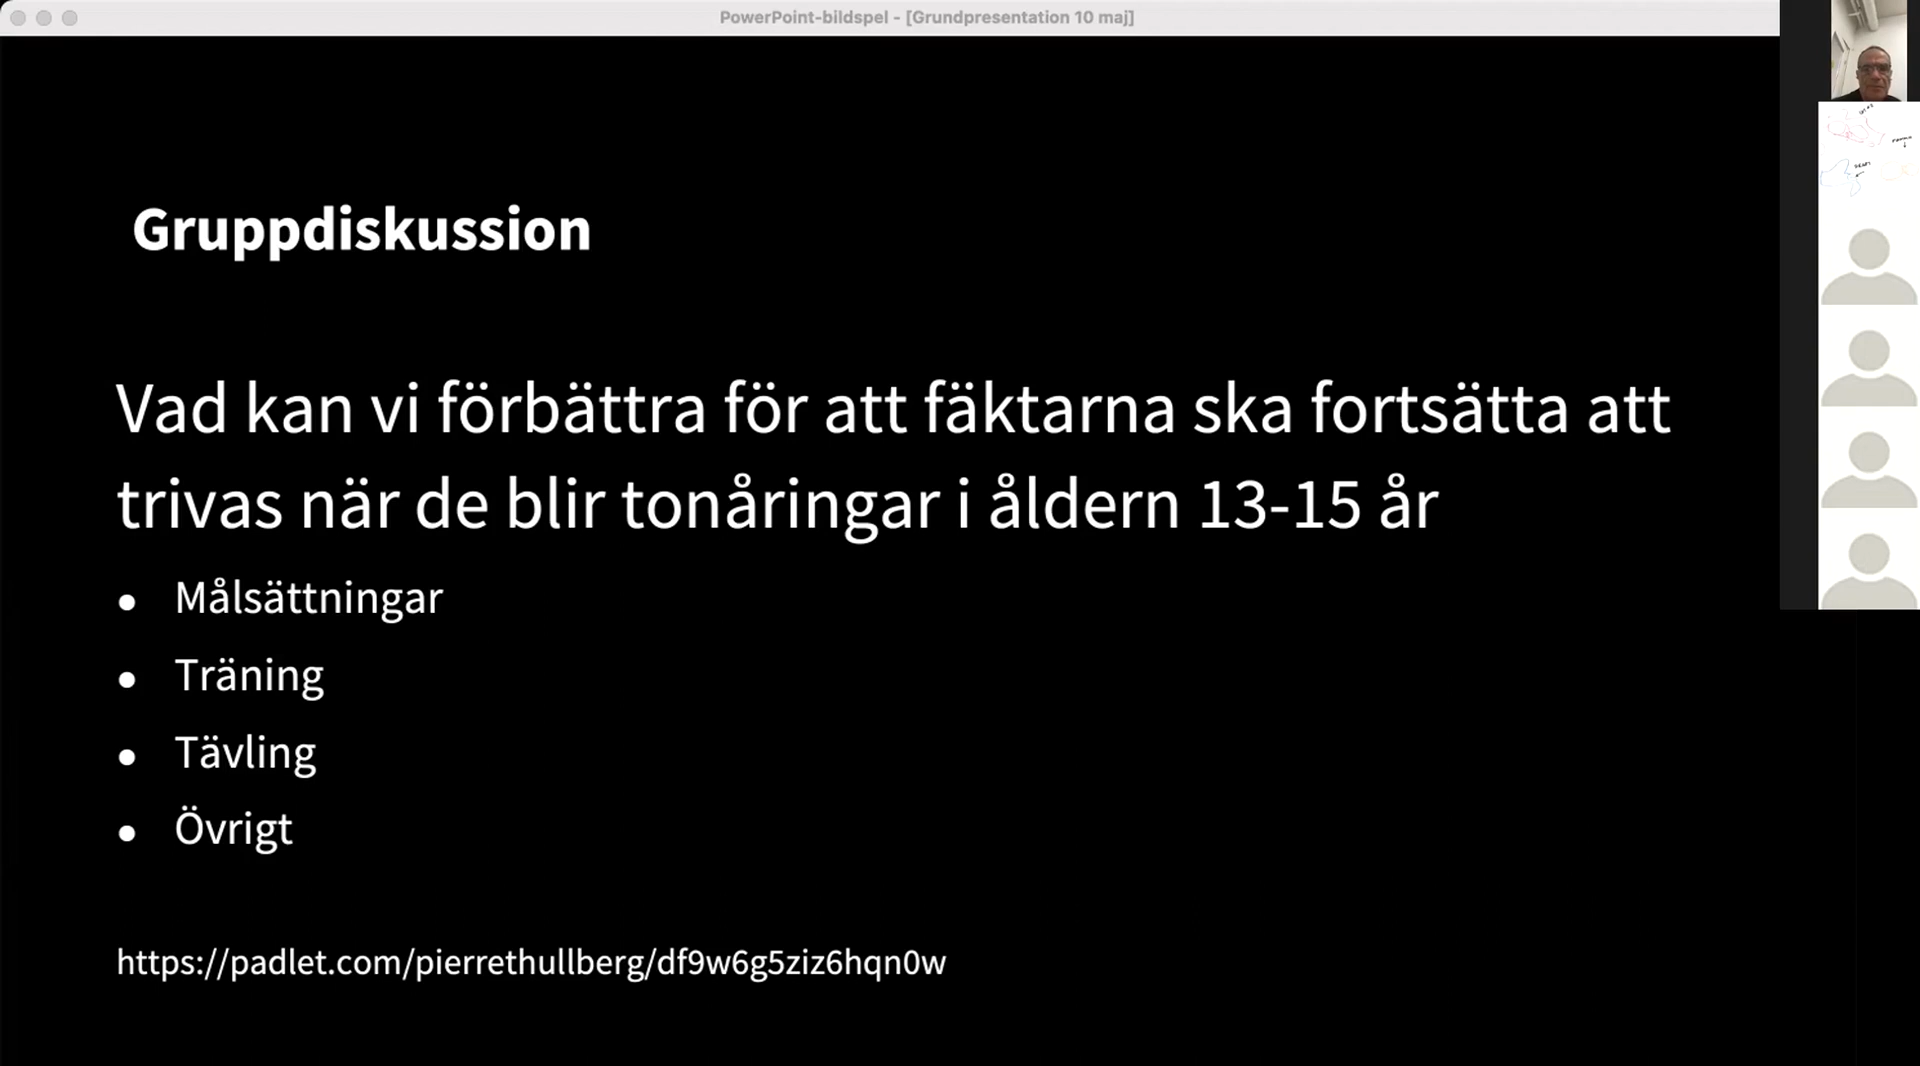 PowerPoint-bildspel - [Grundpresentation 10 maj]
Gruppdiskussion
Vad kan vi förbättra för att fäktarna ska fortsätta att
trivas när de blir tonåringar i åldern 13-15 år
• Målsättningar
• Träning
• Tävling
• Övrigt
https://padlet.com/pierrethullberg/df9w6g5ziz6hqn0w